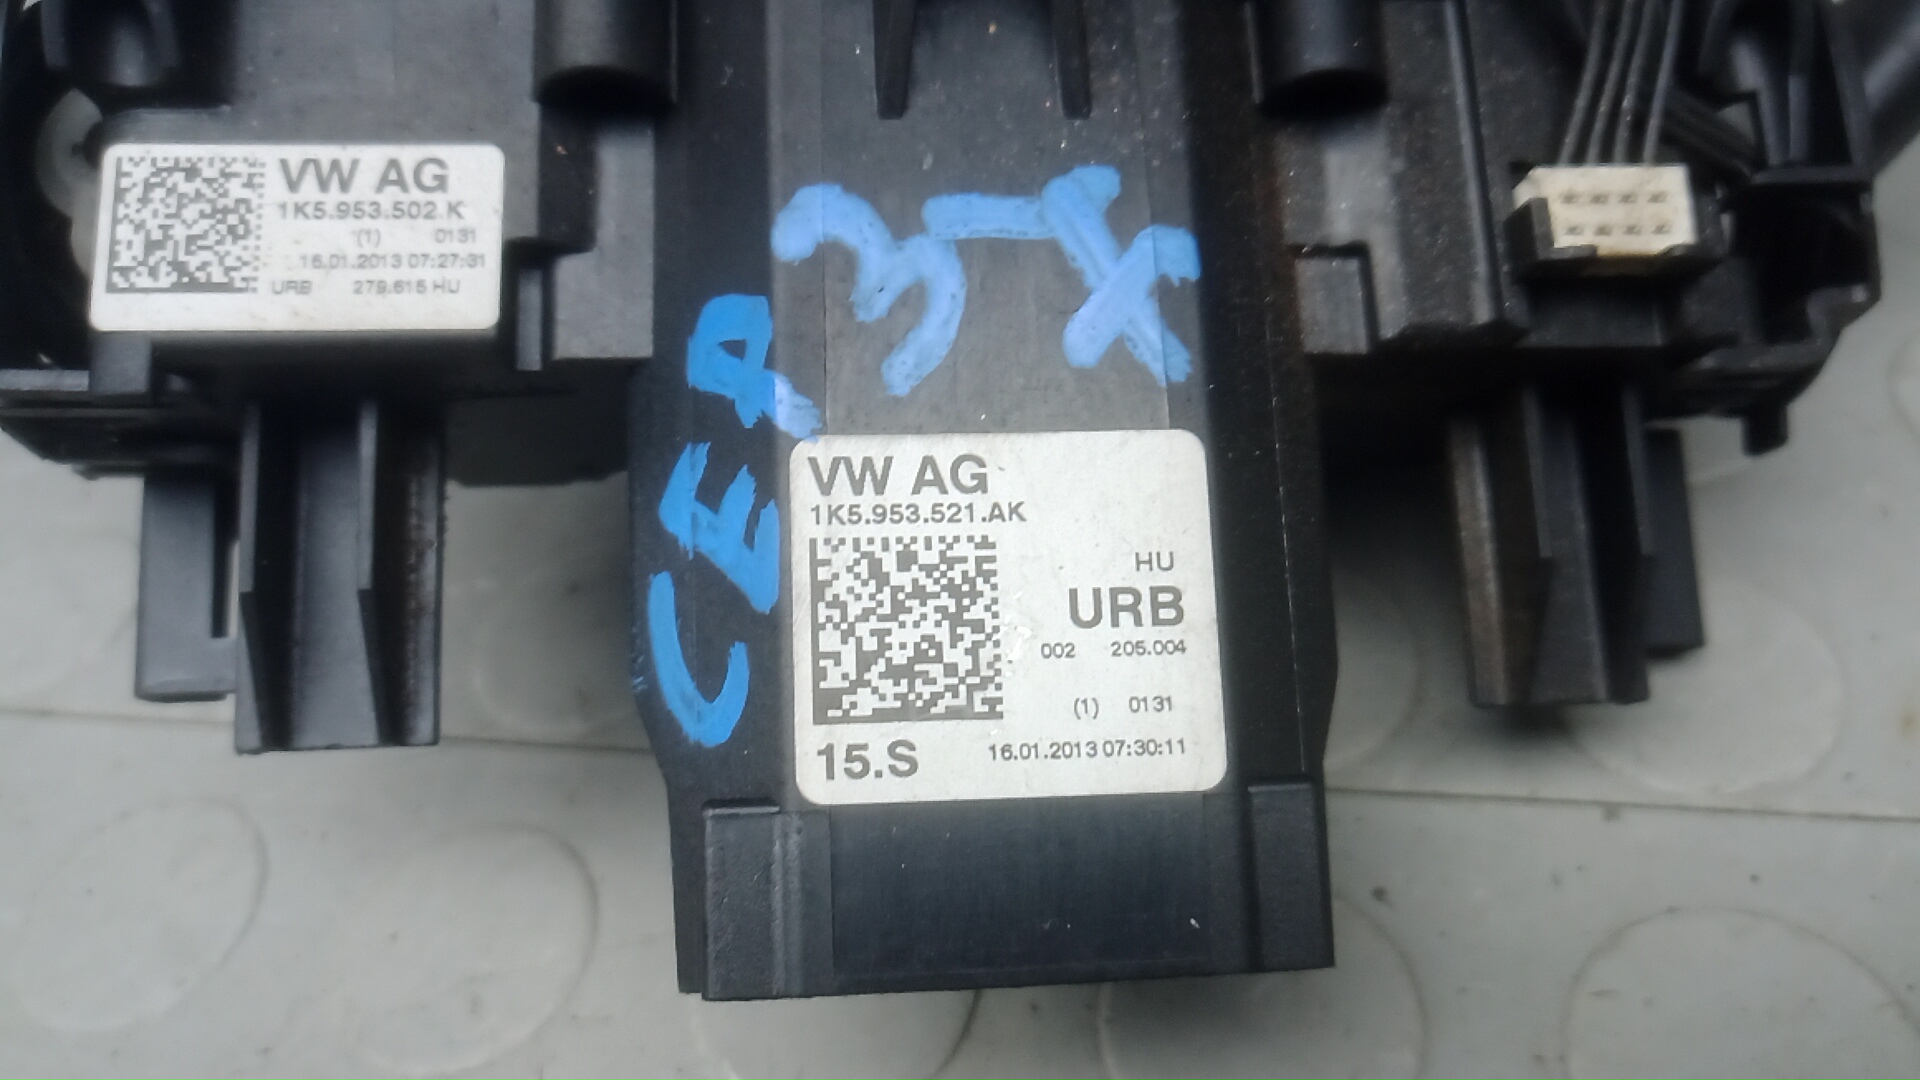 VW AG
1K5.953.502.K
(1) 0131
16.01.2013 07:27:31
URB 279.615 HU
3-X
СЕР
VW AG
1K5.953.521.AK
HU
URB
002 205.004
(1) 0131
15.S 16.01.2013 07:30:11